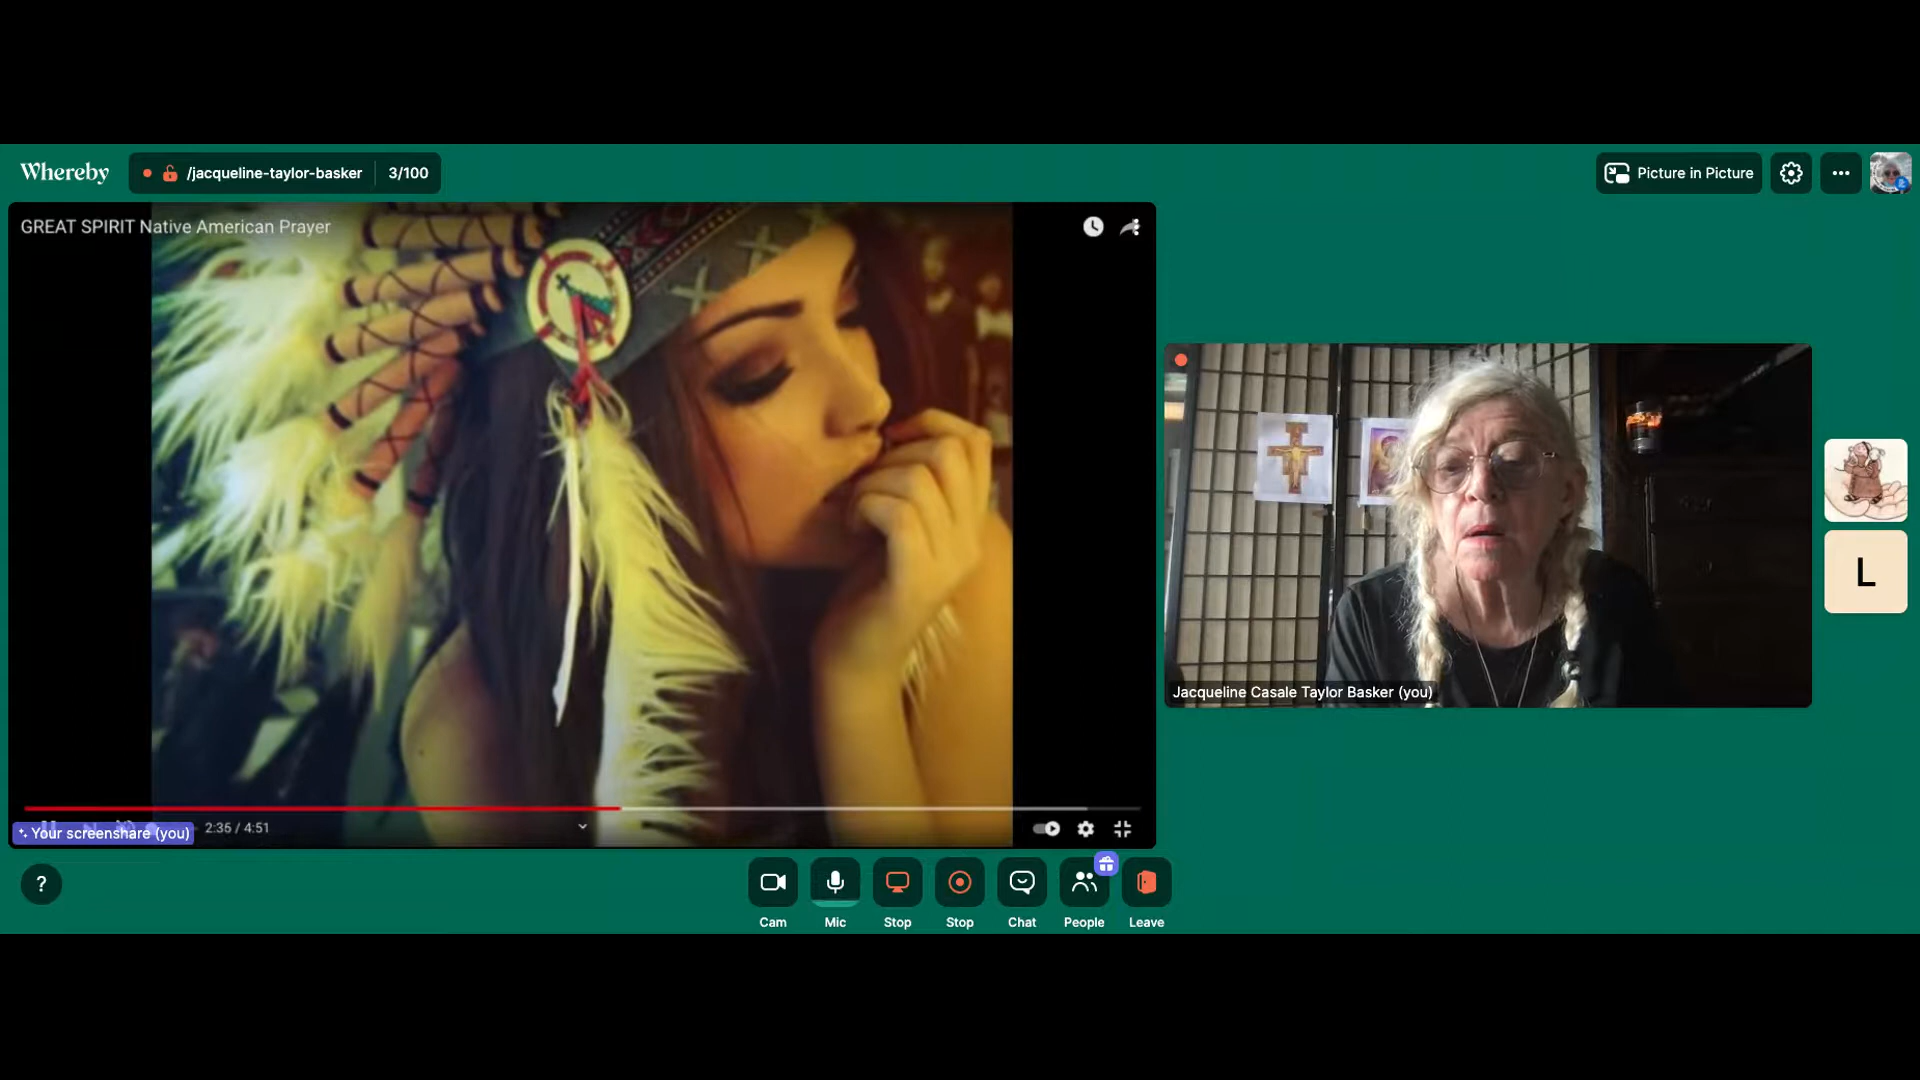 Whereby
/jacqueline-taylor-basker
3/100
Picture in Picture
GREAT SPIRIT Native American Prayer
Jacqueline Casale Taylor Basker (you)
L
Your screenshare (you)
2:35 / 4:51
?
Cam
Mic
Stop
Stop
Chat
People
Leave